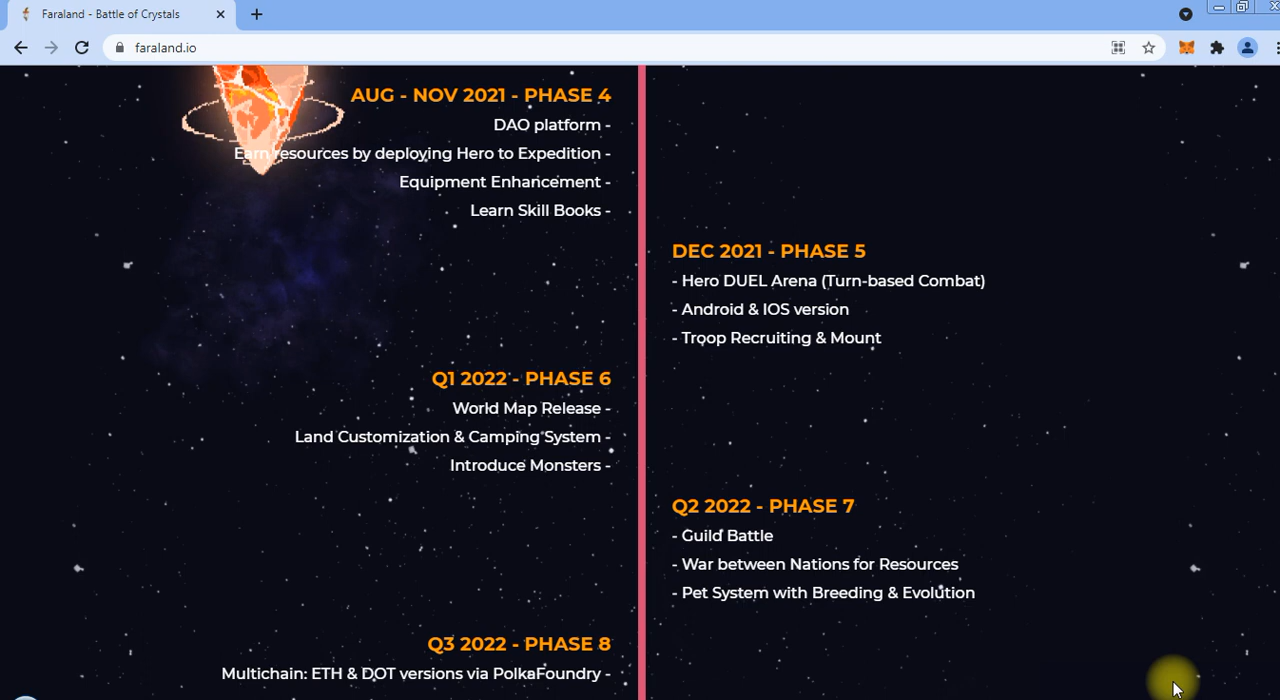 Faraland - Battle of Crystals
faraland.io
AUG - NOV 2021 - PHASE 4
DAO platform -
Earn resources by deploying Hero to Expedition -
Equipment Enhancement -
Learn Skill Books -
DEC 2021 - PHASE 5
- Hero DUEL Arena (Turn-based Combat)
- Android & IOS version
- Troop Recruiting & Mount
Q1 2022 - PHASE 6
World Map Release -
Land Customization & Camping System -
Introduce Monsters -
Q2 2022 - PHASE 7
- Guild Battle
- War between Nations for Resources
- Pet System with Breeding & Evolution
Q3 2022 - PHASE 8
Multichain: ETH & DOT versions via PolkaFoundry -